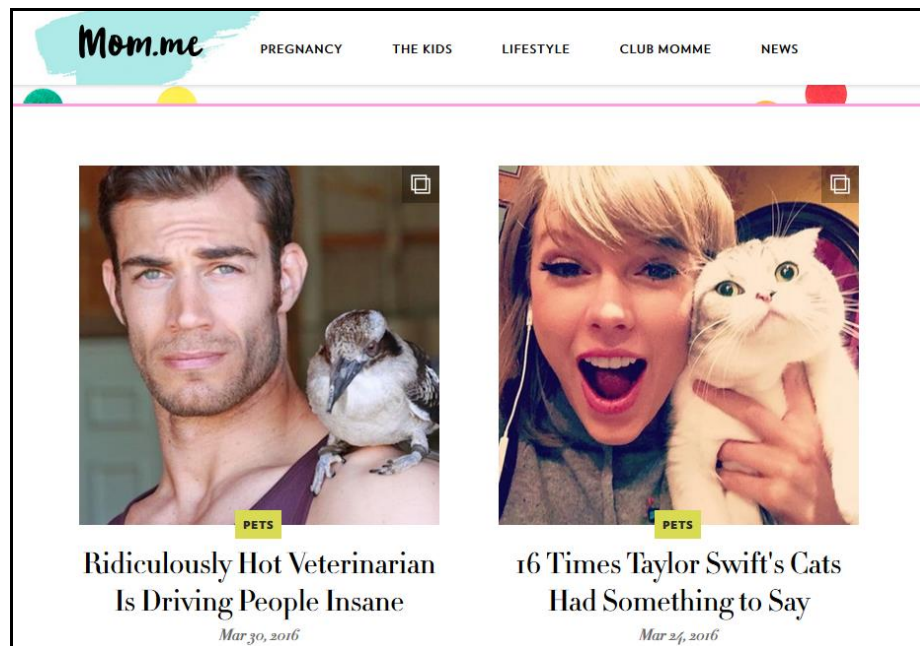 Mom.me
PREGNANCY THE KIDS LIFESTYLE CLUB MOMME NEWS
PETS
Ridiculously Hot Veterinarian
Is Driving People Insane
Mar 30, 2016
PETS
16 Times Taylor Swift's Cats
Had Something to Say
Mar 24, 2016